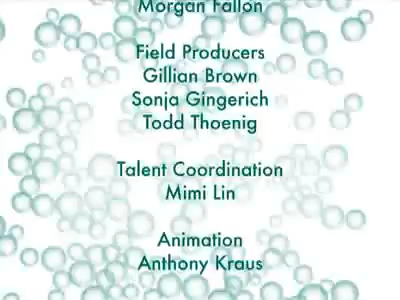 Morgan Fallon
Field Producers
Gillian Brown
Sonja Gingerich
Todd Thoenig
Talent Coordination
Mimi Lin
Animation
Anthony Kraus